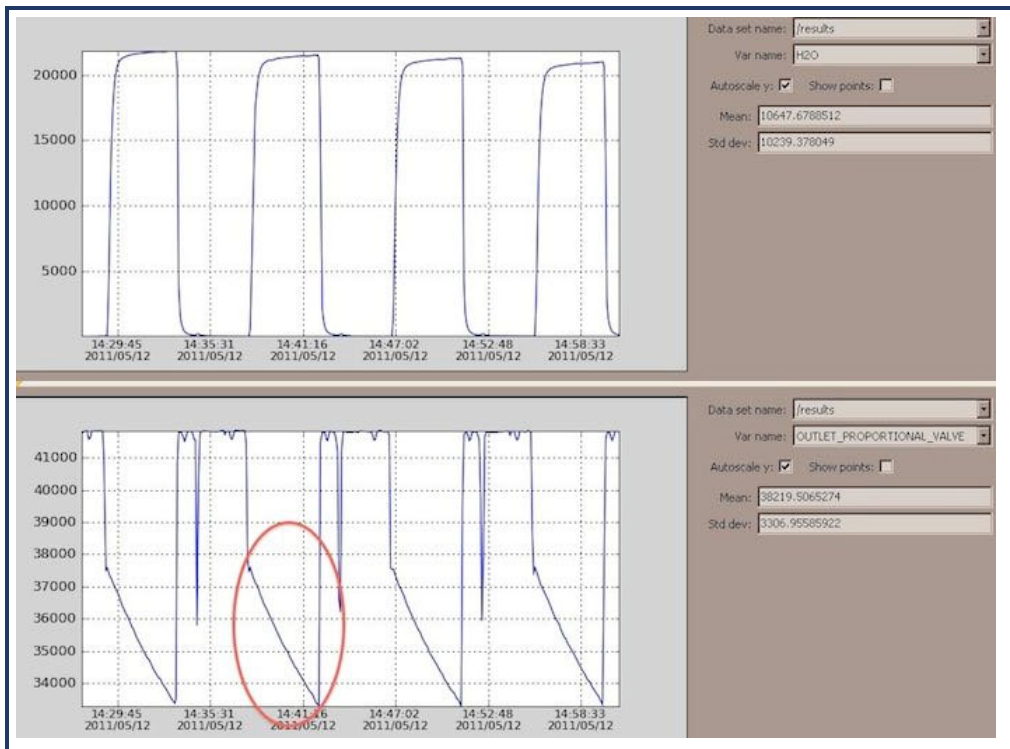 Data set name: /results
Var name: H2O
Autoscale y: Show points:
Mean: 10647.6788512
Std dev: 10239.378049
20000
15000
10000
5000
14:29:45 14:35:31 14:41:16 14:47:02 14:52:48 14:58:33
2011/05/12 2011/05/12 2011/05/12 2011/05/12 2011/05/12 2011/05/12
Data set name: /results
Var name: OUTLET_PROPORTIONAL_VALVE
Autoscale y: Show points:
Mean: 38219.5065274
Std dev: 3306.95585922
41000
40000
39000
38000
37000
36000
35000
34000
14:29:45 14:35:31 14:41:16 14:47:02 14:52:48 14:58:33
2011/05/12 2011/05/12 2011/05/12 2011/05/12 2011/05/12 2011/05/12